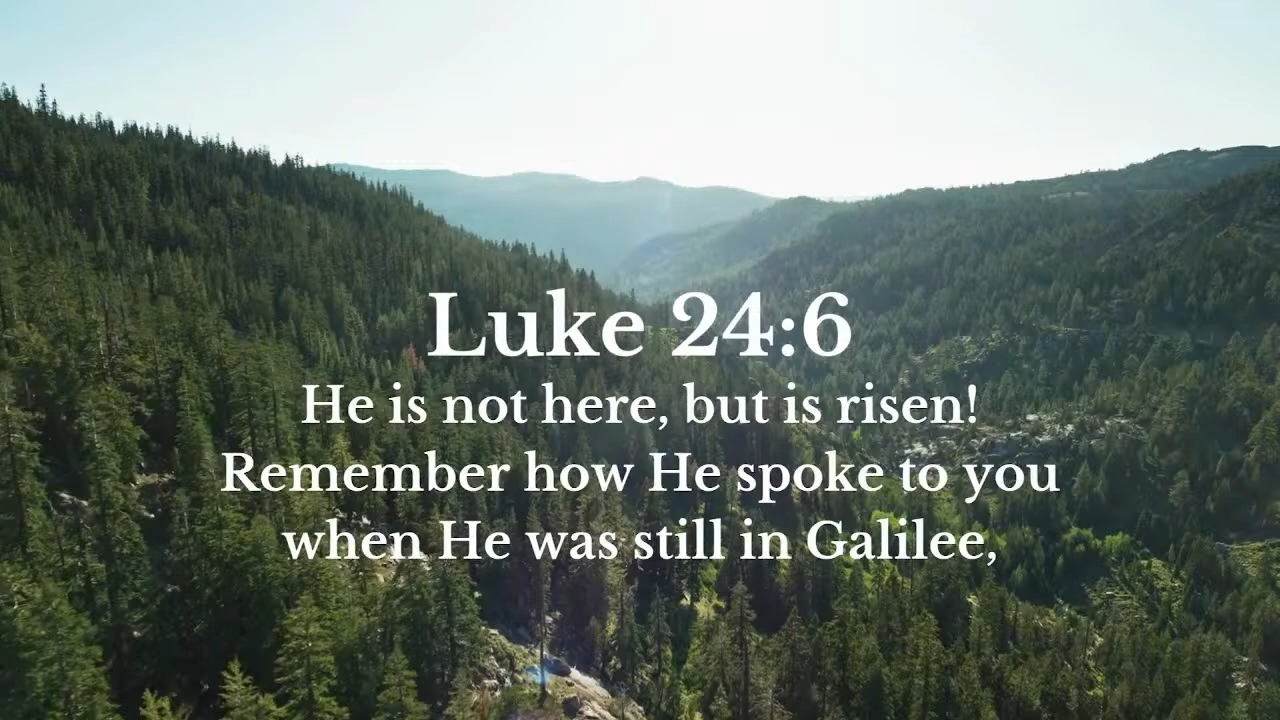 Luke 24:6
He is not here, but is risen!
Remember how He spoke to you
when He was still in Galilee,